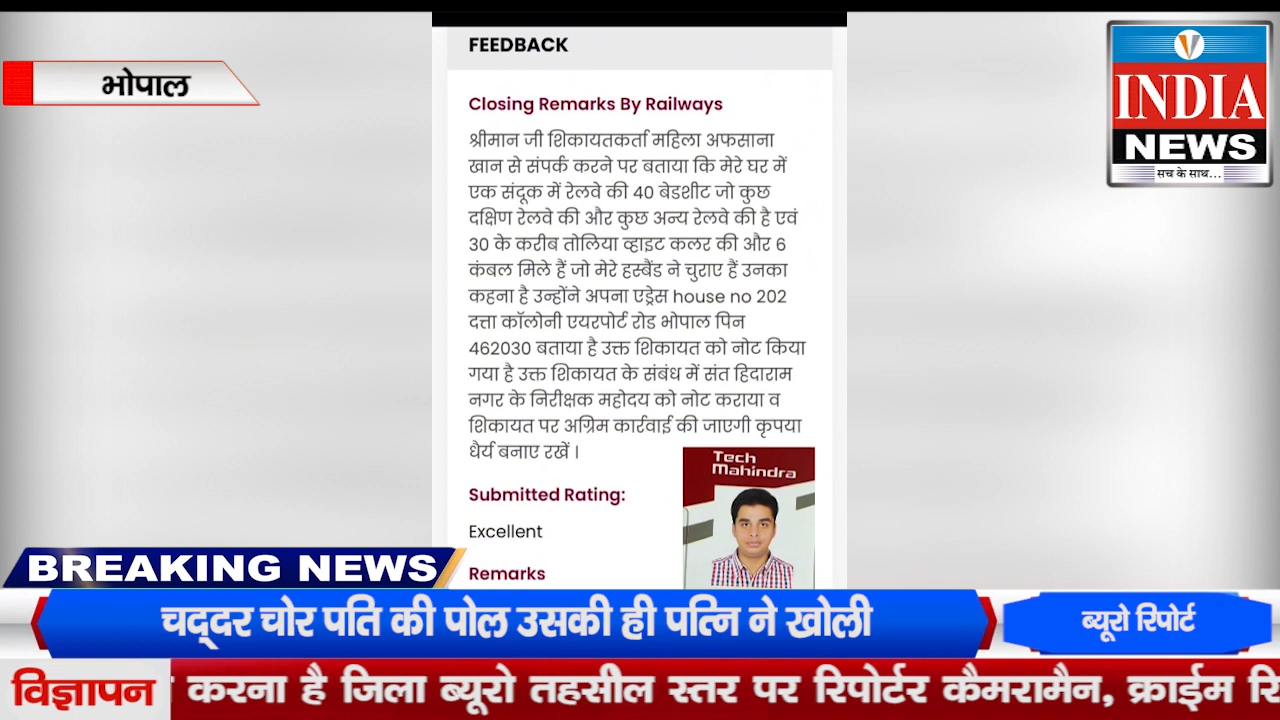 FEEDBACK
Closing Remarks By Railways
श्रीमान जी शिकायतकर्ता महिला अफसाना
खान से संपर्क करने पर बताया कि मेरे घर में
एक संदूक में रेलवे की 40 बेडशीट जो कुछ
दक्षिण रेलवे की और कुछ अन्य रेलवे की है एवं
30 के करीब तोलिया व्हाइट कलर की और 6
कंबल मिले हैं जो मेरे हस्बैंड ने चुराए हैं उनका
कहना है उन्होंने अपना एड्रेस house no 202
दत्ता कॉलोनी एयरपोर्ट रोड भोपाल पिन
462030 बताया है उक्त शिकायत को नोट किया
गया है उक्त शिकायत के संबंध में संत हिदाराम
नगर के निरीक्षक महोदय को नोट कराया व
शिकायत पर अग्रिम कार्रवाई की जाएगी कृपया
धैर्य बनाए रखें ।
Submitted Rating:
Excellent
Remarks
Tech
Mahindra
भोपाल
INDIA
NEWS
सच के साथ...
BREAKING NEWS
चद्दर चोर पति की पोल उसकी ही पत्नि ने खोली
ब्यूरो रिपोर्ट
विज्ञापन
करना है जिला ब्यूरो तहसील स्तर पर रिपोर्टर कैमरामैन, क्राईम